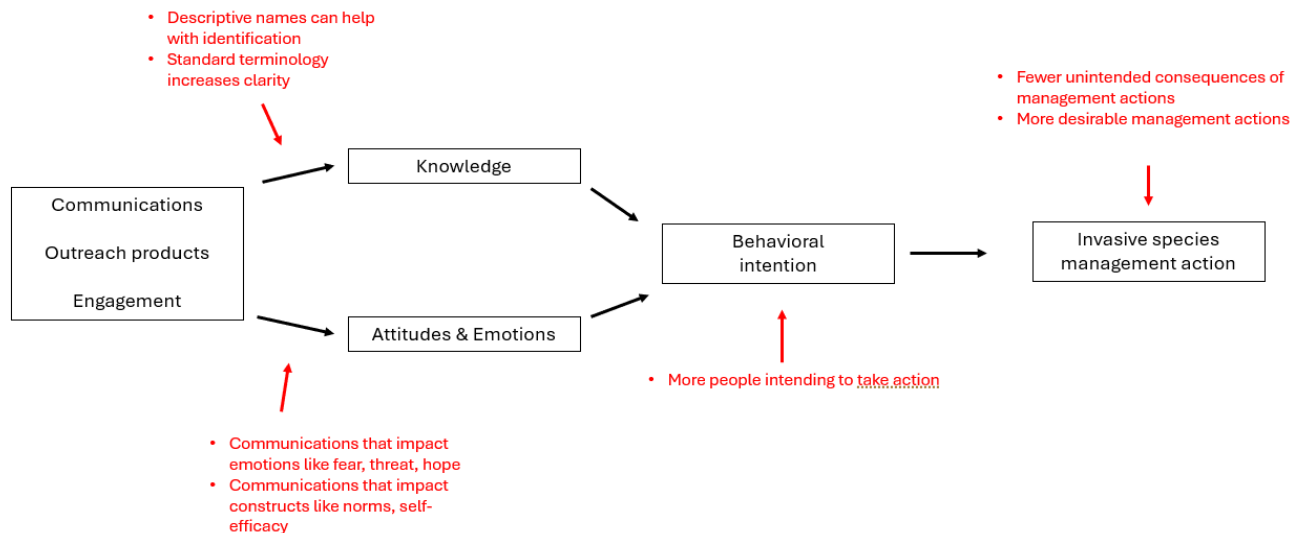 • Descriptive names can help
with identification
• Standard terminology
increases clarity
• Fewer unintended consequences of
management actions
• More desirable management actions
Knowledge
Communications
Outreach products
Engagement
Behavioral
intention
Invasive species
management action
Attitudes & Emotions
• More people intending to take action
• Communications that impact
emotions like fear, threat, hope
• Communications that impact
constructs like norms, self-
efficacy